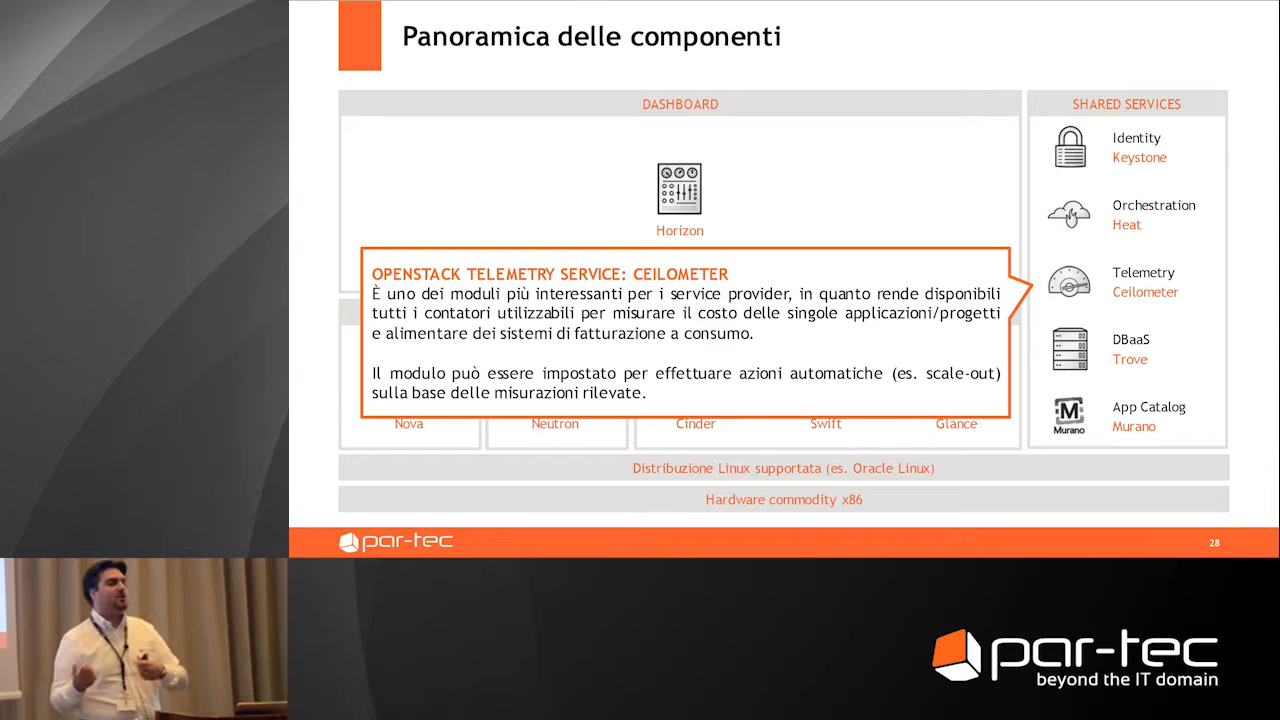 Panoramica delle componenti
DASHBOARD
Horizon
OPENSTACK TELEMETRY SERVICE: CEILOMETER
È uno dei moduli più interessanti per i service provider, in quanto rende disponibili
tutti i contatori utilizzabili per misurare il costo delle singole applicazioni/progetti
e alimentare dei sistemi di fatturazione a consumo.
Il modulo può essere impostato per effettuare azioni automatiche (es. scale-out)
sulla base delle misurazioni rilevate.
Nova
Neutron
Cinder
Swift
Glance
SHARED SERVICES
Identity
Keystone
Orchestration
Heat
Telemetry
Ceilometer
DBaaS
Trove
M
Murano
App Catalog
Murano
Distribuzione Linux supportata (es. Oracle Linux)
Hardware commodity x86
par-tec
28
par-tec
beyond the IT domain